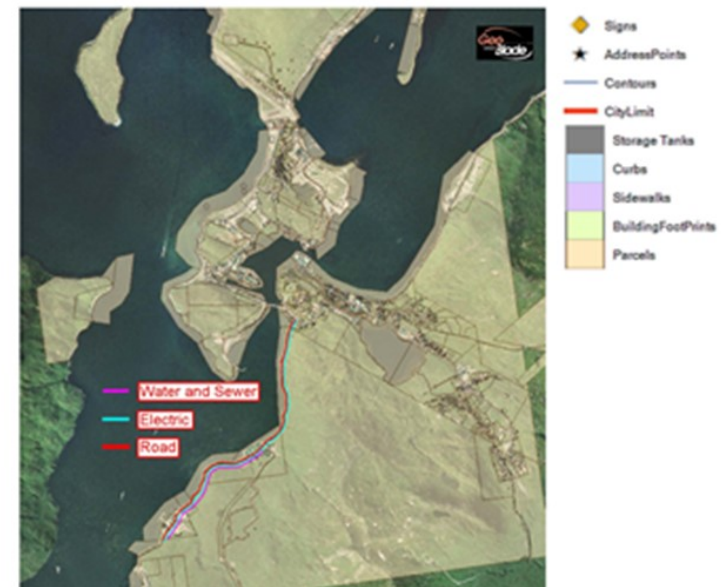 Signs
AddressPoints
Contours
CityLimit
Storage Tanks
Curbs
Sidewalks
BuildingFootPrints
Parcels
Water and Sewer
Electric
Road